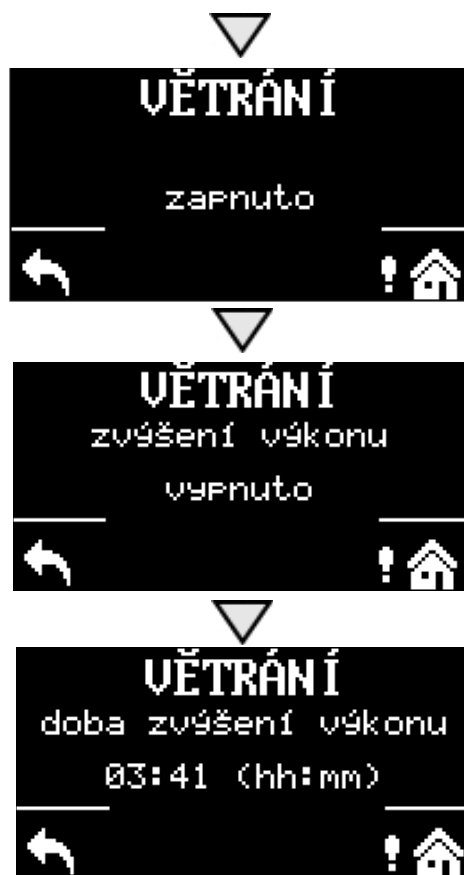 VĚTRÁNÍ
zapnuto
!
VĚTRÁNÍ
zvýšení výkonu
vypnuto
!
VĚTRÁNÍ
doba zvýšení výkonu
03:41 (hh:mm)
!